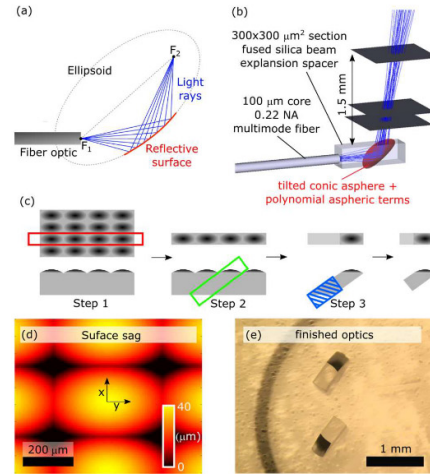 (a)
Ellipsoid
F2
Light
rays
Fiber optic
F1
Reflective
surface
(b)
300x300 μm² section
fused silica beam
explansion spacer
1.5 mm
100 μm core
0.22 NA
multimode fiber
tilted conic asphere +
polynomial aspheric terms
(c)
Step 1
Step 2
Step 3
(d)
Suface sag
x
y
40
(μm)
0
200 μm
(e)
finished optics
1 mm